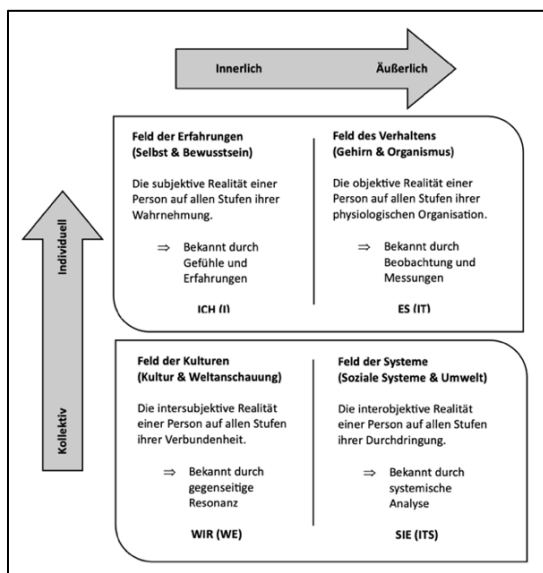 Innerlich
Äußerlich
Individuell
Kollektiv
Feld der Erfahrungen
(Selbst & Bewusstsein)
Die subjektive Realität einer
Person auf allen Stufen ihrer
Wahrnehmung.
⇒ Bekannt durch
Gefühle und
Erfahrungen
ICH (I)
Feld des Verhaltens
(Gehirn & Organismus)
Die objektive Realität einer
Person auf allen Stufen ihrer
physiologischen Organisation.
⇒ Bekannt durch
Beobachtung und
Messungen
ES (IT)
Feld der Kulturen
(Kultur & Weltanschauung)
Die intersubjektive Realität
einer Person auf allen Stufen
ihrer Verbundenheit.
⇒ Bekannt durch
gegenseitige
Resonanz
WIR (WE)
Feld der Systeme
(Soziale Systeme & Umwelt)
Die interobjektive Realität
einer Person auf allen Stufen
ihrer Durchdringung.
⇒ Bekannt durch
systemische
Analyse
SIE (ITS)